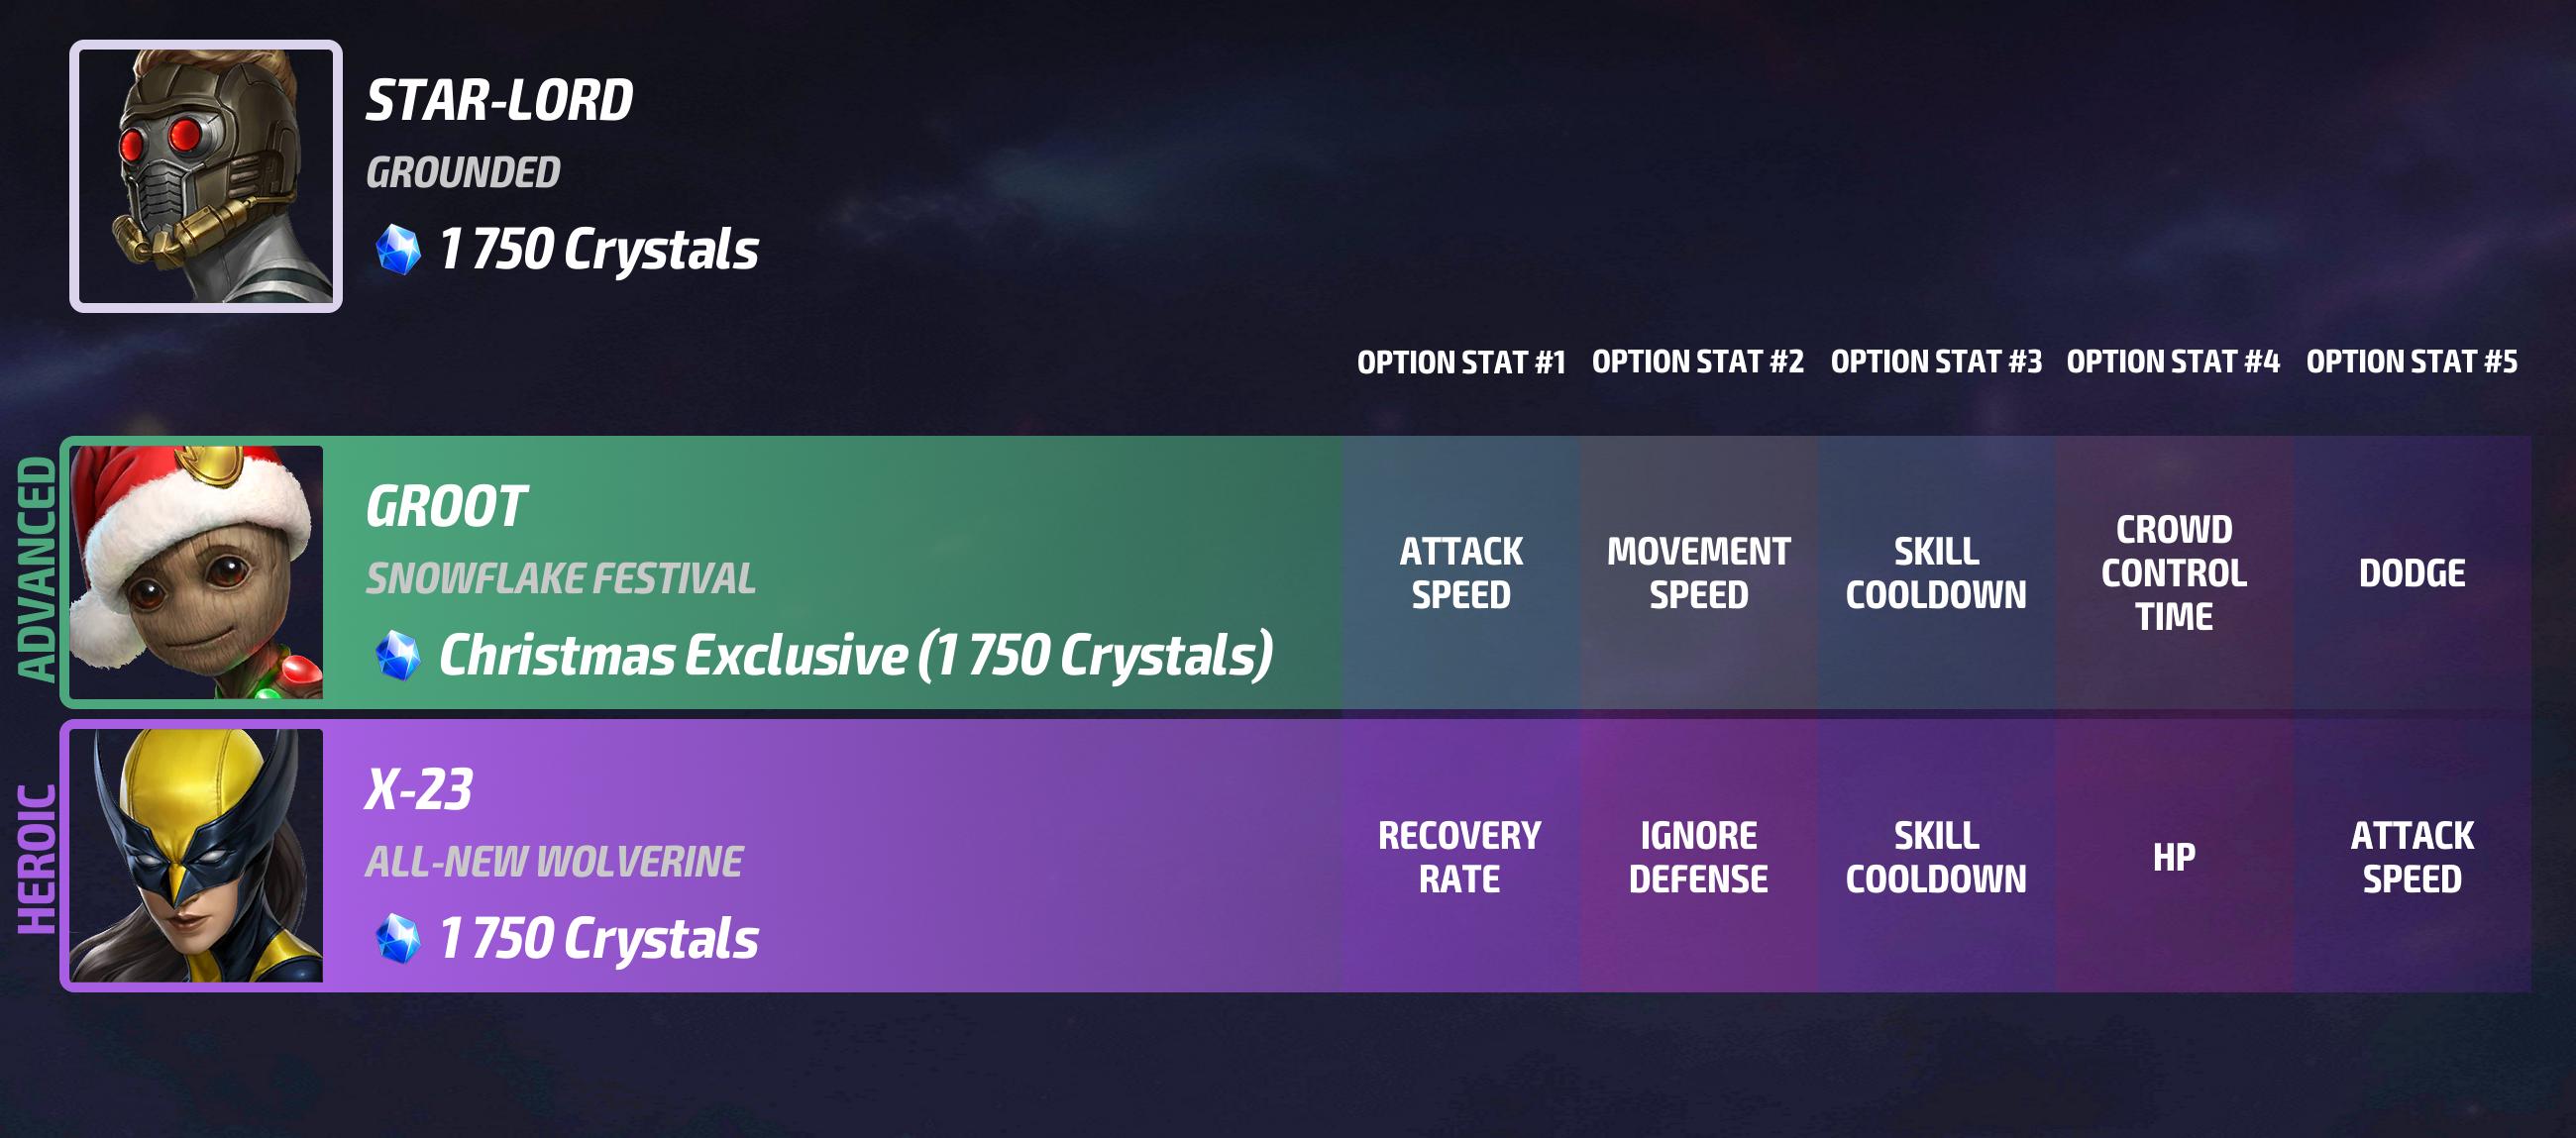 STAR-LORD
GROUNDED
1 750 Crystals
OPTION STAT #1 OPTION STAT #2 OPTION STAT #3 OPTION STAT #4 OPTION STAT #5
ADVANCED
GROOT
SNOWFLAKE FESTIVAL
Christmas Exclusive (1 750 Crystals)
ATTACK
SPEED
MOVEMENT
SPEED
SKILL
COOLDOWN
CROWD
CONTROL
TIME
DODGE
HEROIC
X-23
ALL-NEW WOLVERINE
1 750 Crystals
RECOVERY
RATE
IGNORE
DEFENSE
SKILL
COOLDOWN
HP
ATTACK
SPEED